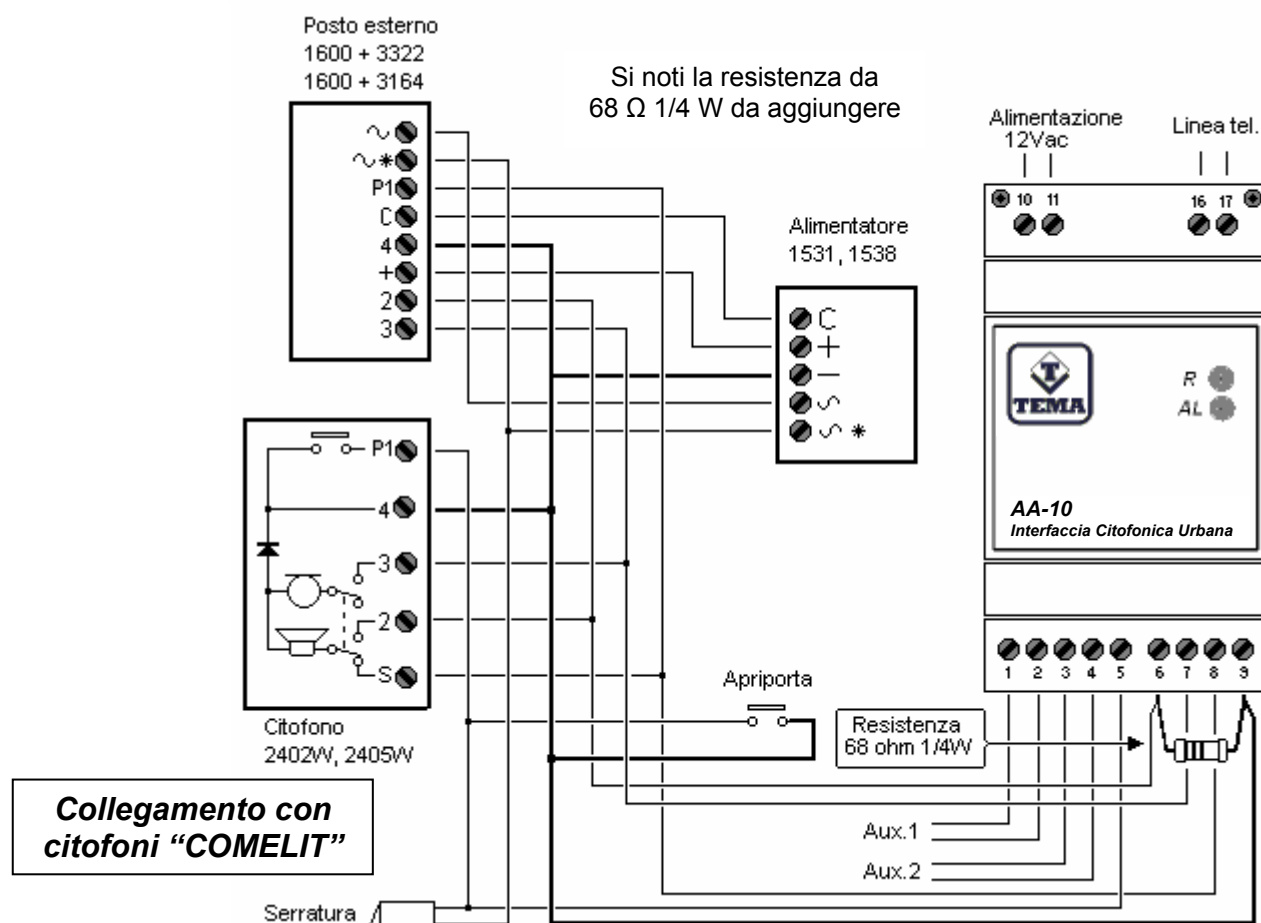 Posto esterno
1600 + 3322
1600 + 3164
Si noti la resistenza da
68 Ω 1/4 W da aggiungere
Alimentazione
12Vac
Linea tel.
10 11
16 17
P1
C
4
+
2
3
Alimentatore
1531, 1538
C
+
−
*
TEMA
R
AL
AA-10
Interfaccia Citofonica Urbana
P1
4
3
2
S
Citofono
2402W, 2405W
1 2 3 4 5 6 7 8 9
Apriporta
Resistenza
68 ohm 1/4W
Collegamento con
citofoni “COMELIT”
Aux.1
Aux.2
Serratura